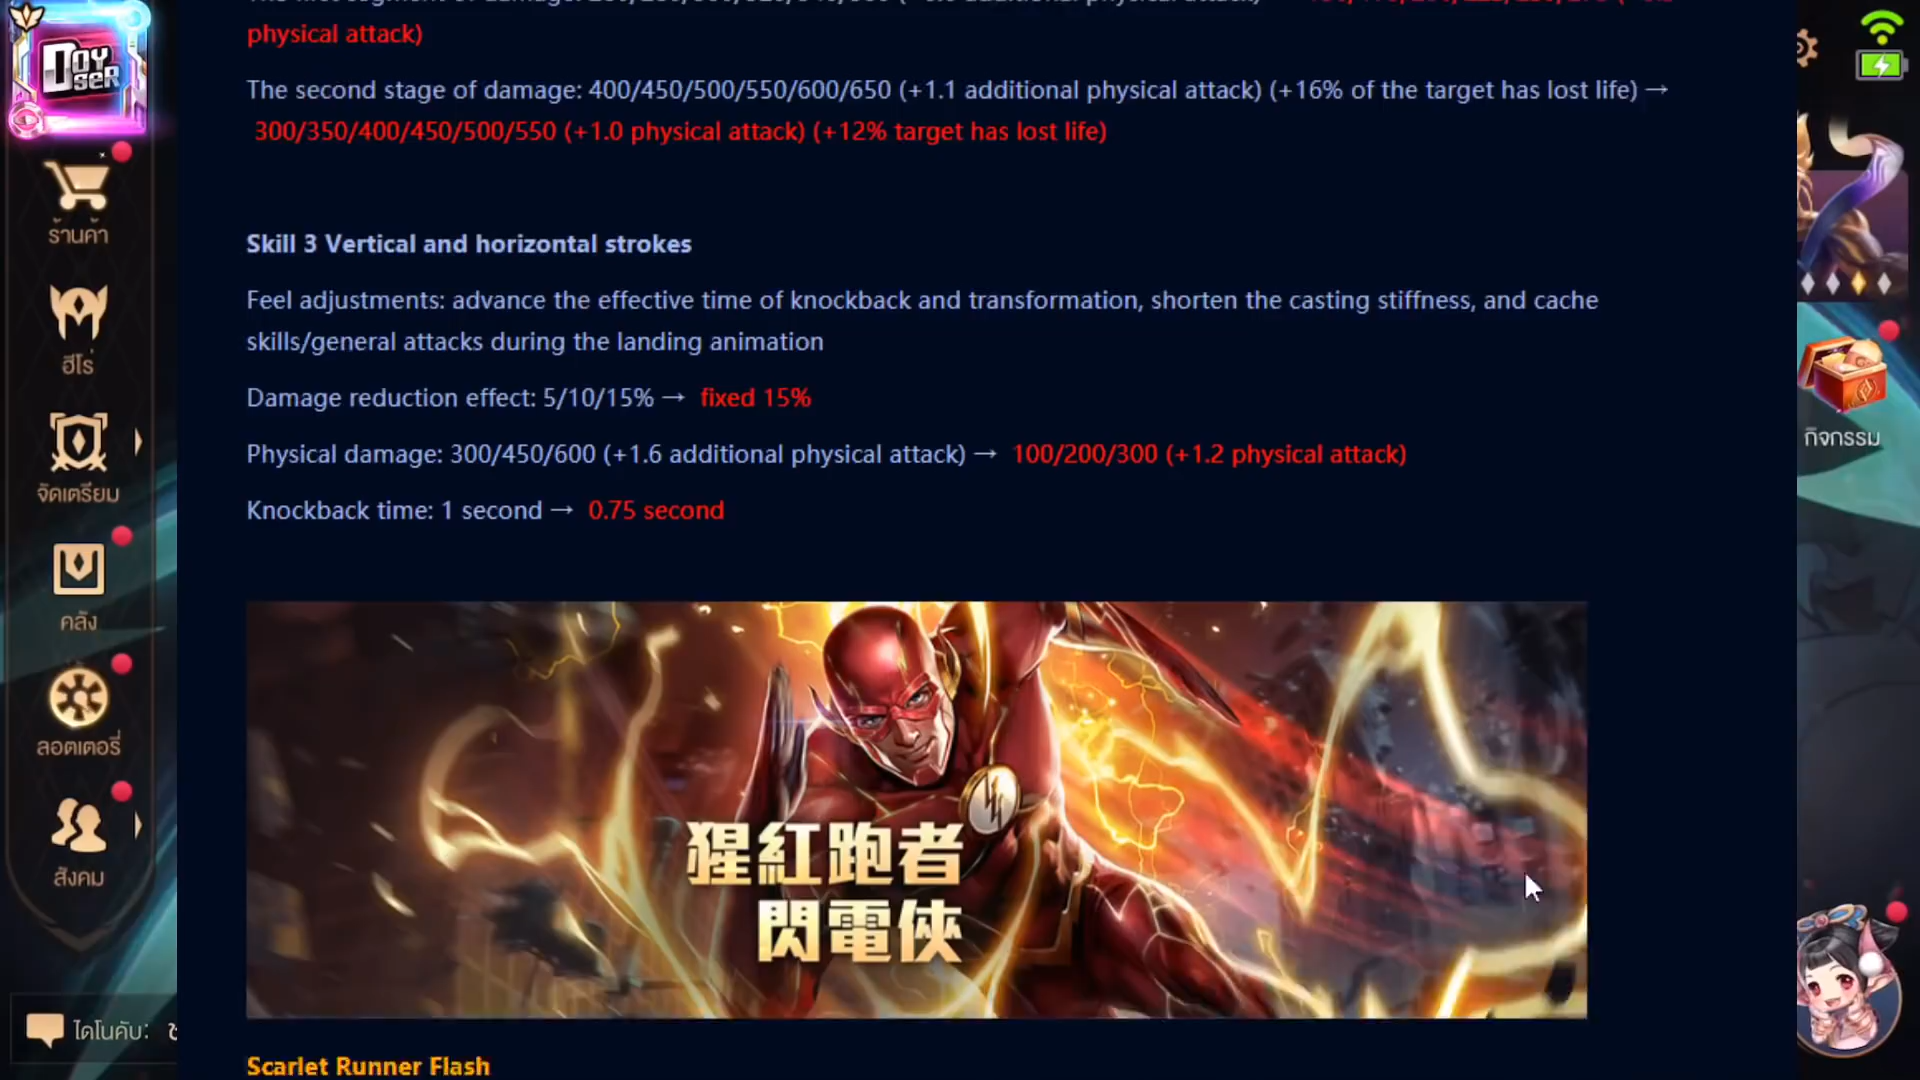 physical attack)
The second stage of damage: 400/450/500/550/600/650 (+1.1 additional physical attack) (+16% of the target has lost life) →
300/350/400/450/500/550 (+1.0 physical attack) (+12% target has lost life)
Skill 3 Vertical and horizontal strokes
Feel adjustments: advance the effective time of knockback and transformation, shorten the casting stiffness, and cache
skills/general attacks during the landing animation
Damage reduction effect: 5/10/15% → fixed 15%
Physical damage: 300/450/600 (+1.6 additional physical attack) → 100/200/300 (+1.2 physical attack)
Knockback time: 1 second → 0.75 second
猩紅跑者
閃電俠
Scarlet Runner Flash
DOY
SER
ร้านค้า
ฮีโร่
จัดเตรียม
คลัง
ลอตเตอรี่
สังคม
ไดโนคับ:
กิจกรรม